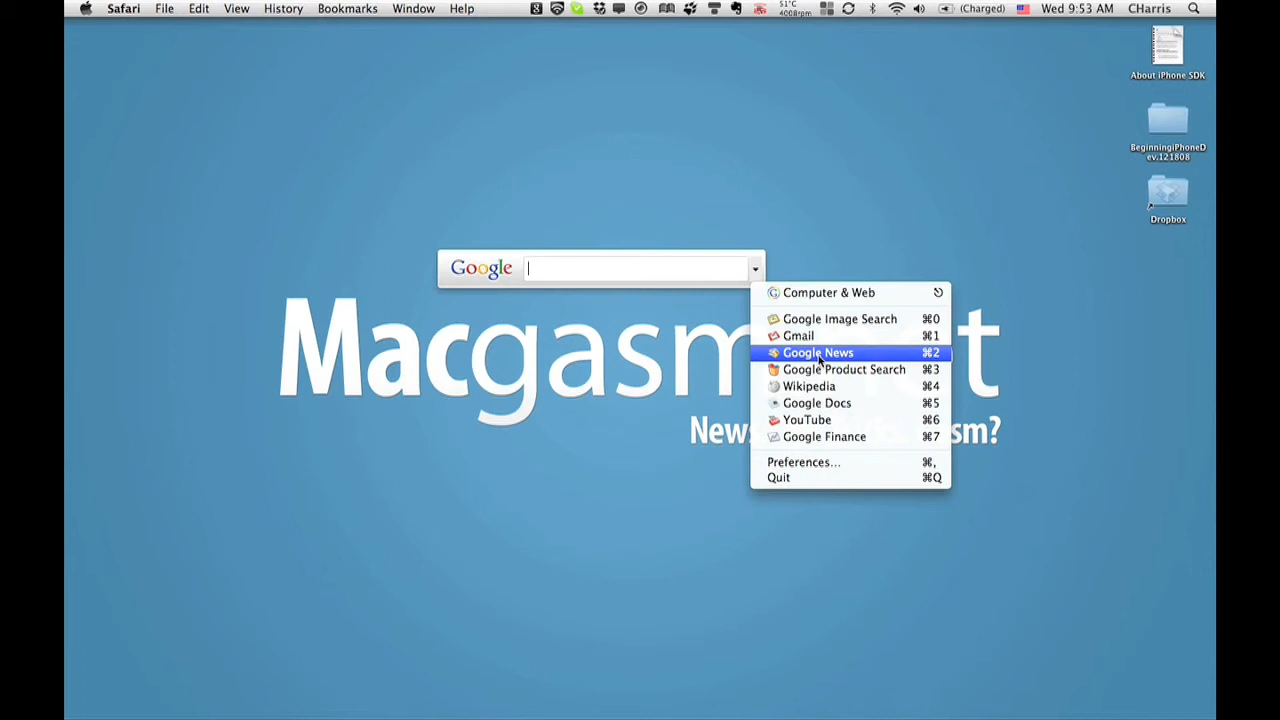 Safari File Edit View History Bookmarks Window Help 51°C 4008rpm (Charged) Wed 9:53 AM CHarris
About iPhone SDK
BeginningiPhoneD
ev.121808
Dropbox
Google
Computer & Web
Google Image Search ⌘0
Gmail ⌘1
Google News ⌘2
Google Product Search ⌘3
Wikipedia ⌘4
Google Docs ⌘5
YouTube ⌘6
Google Finance ⌘7
Preferences... ⌘,
Quit ⌘Q
Macgasm
t
News
sm?